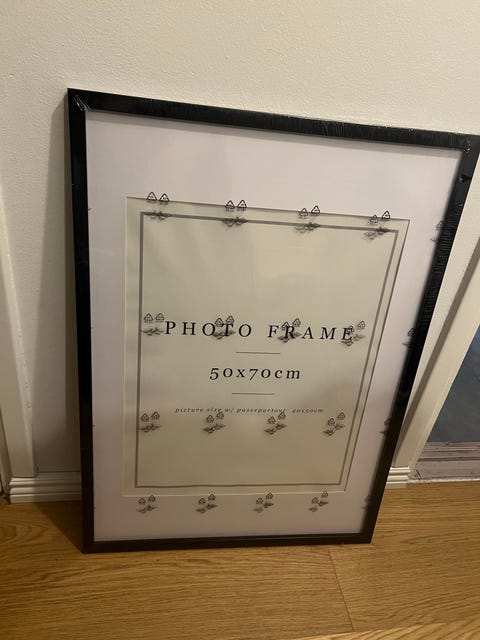 PHOTO FRAME
50x70cm
picture size w/ passepartout: 40x50cm